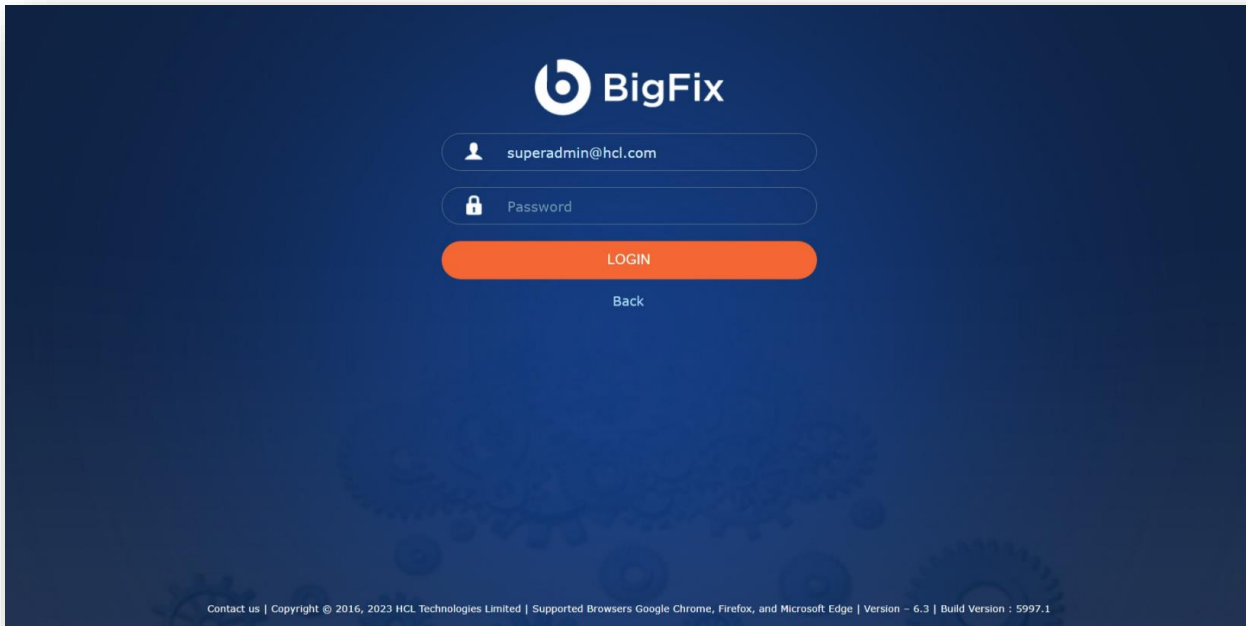 BigFix
superadmin@hcl.com
Password
LOGIN
Back
Contact us | Copyright © 2016, 2023 HCL Technologies Limited | Supported Browsers Google Chrome, Firefox, and Microsoft Edge | Version – 6.3 | Build Version : 5997.1